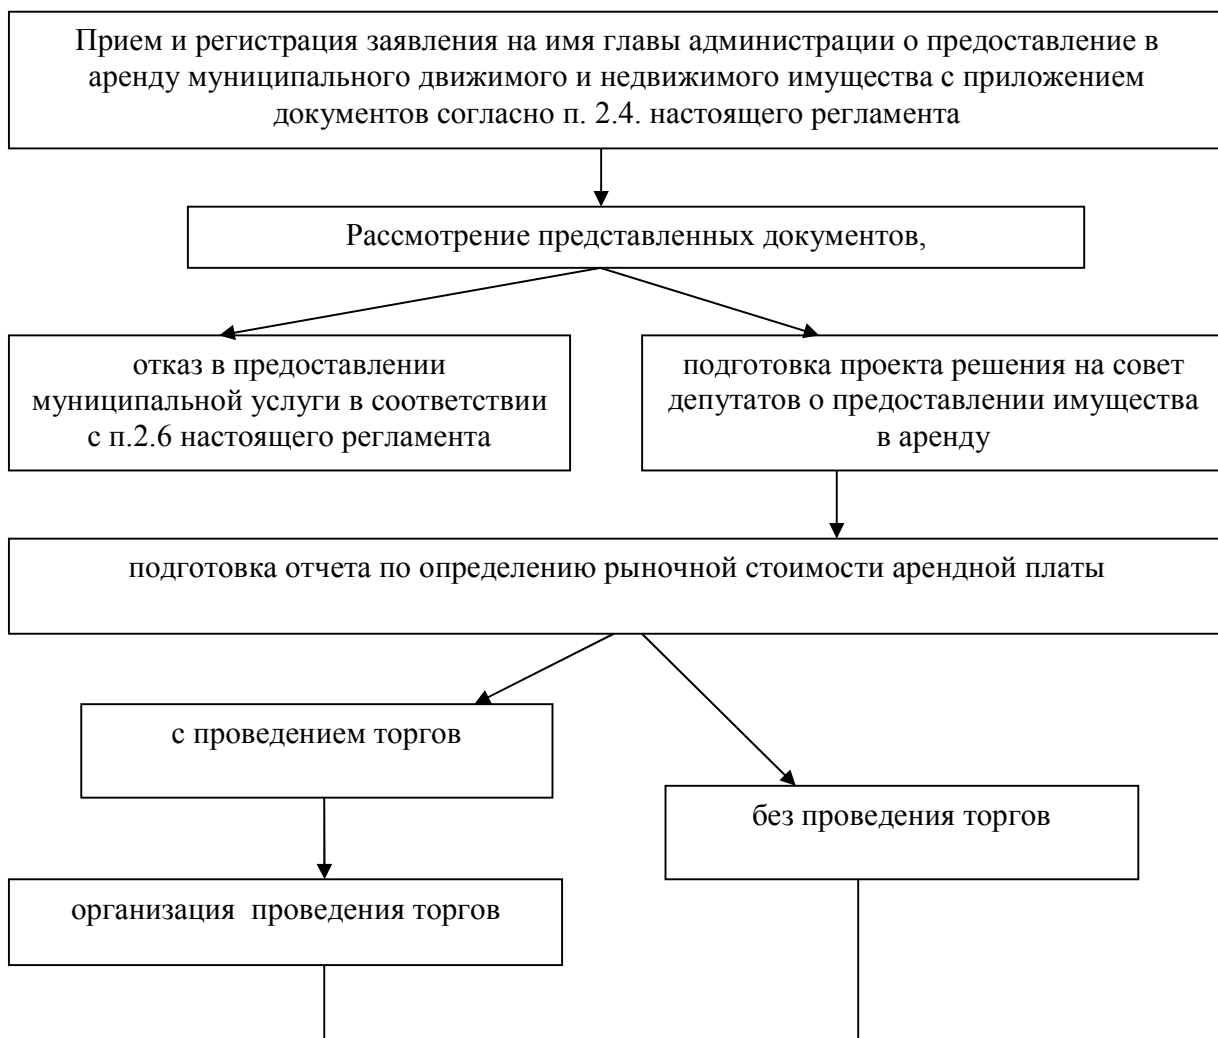 Прием и регистрация заявления на имя главы администрации о предоставление в
аренду муниципального движимого и недвижимого имущества с приложением
документов согласно п. 2.4. настоящего регламента
Рассмотрение представленных документов,
отказ в предоставлении
муниципальной услуги в соответствии
с п.2.6 настоящего регламента
подготовка проекта решения на совет
депутатов о предоставлении имущества
в аренду
подготовка отчета по определению рыночной стоимости арендной платы
с проведением торгов
без проведения торгов
организация  проведения торгов